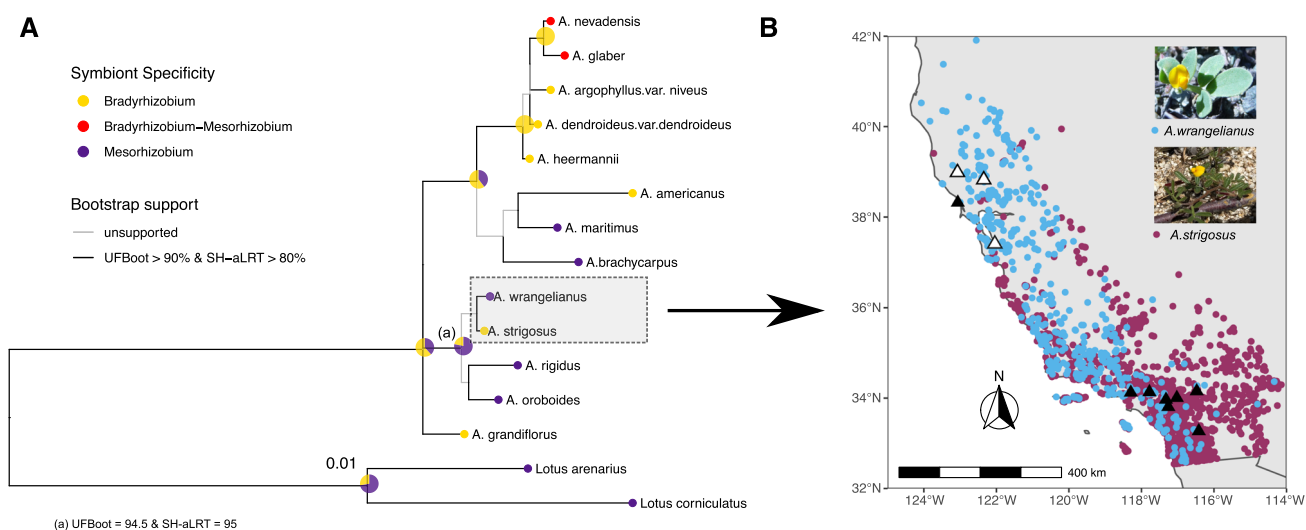 A
Symbiont Specificity
Bradyrhizobium
Bradyrhizobium–Mesorhizobium
Mesorhizobium
Bootstrap support
unsupported
UFBoot > 90% & SH–aLRT > 80%
A. nevadensis
A. glaber
A. argophyllus.var. niveus
A. dendroideus.var.dendroideus
A. heermannii
A. americanus
A. maritimus
A.brachycarpus
A. wrangelianus
(a)
A. strigosus
A. rigidus
A. oroboides
A. grandiflorus
0.01
Lotus arenarius
Lotus corniculatus
(a) UFBoot = 94.5 & SH-aLRT = 95
B
42°N
40°N
38°N
36°N
34°N
32°N
A.wrangelianus
A.strigosus
N
400 km
124°W
122°W
120°W
118°W
116°W
114°W